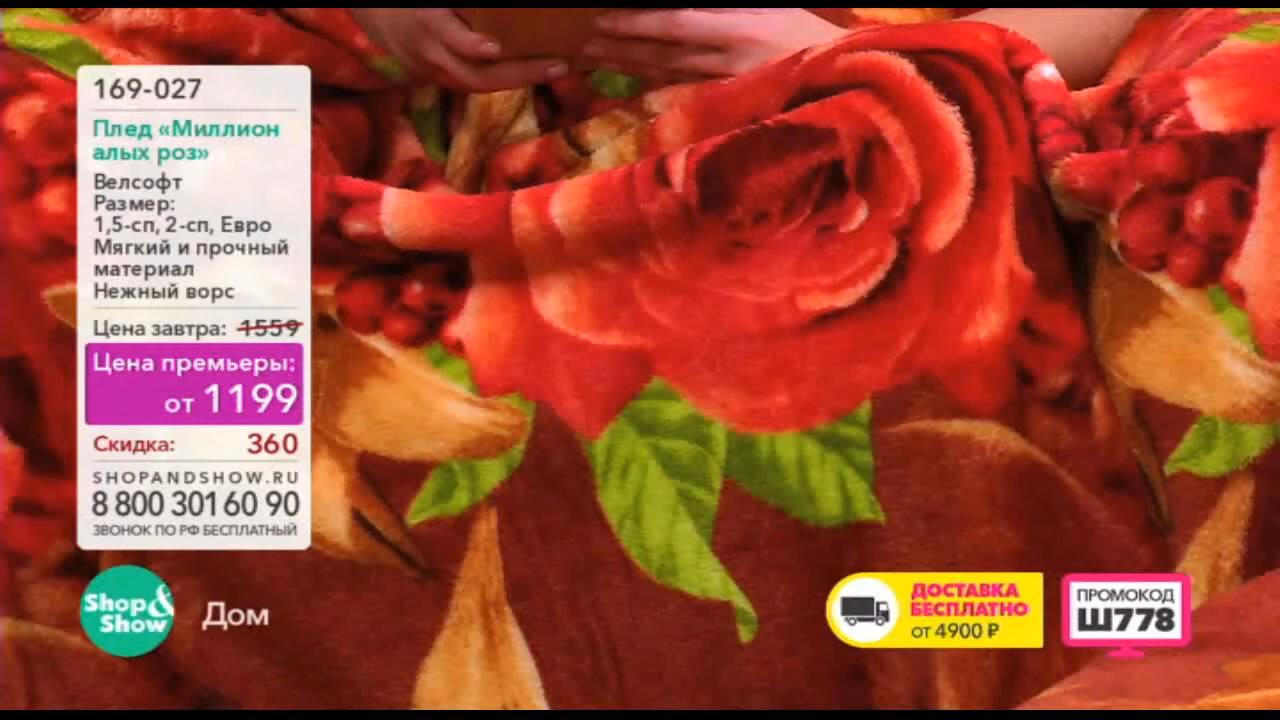 169-027
Плед «Миллион
алых роз»
Велсофт
Размер:
1,5-сп, 2-сп, Евро
Мягкий и прочный
материал
Нежный ворс
Цена завтра: 1559
Цена премьеры:
от 1199
Скидка: 360
SHOPANDSHOW.RU
8 800 301 60 90
ЗВОНОК ПО РФ БЕСПЛАТНЫЙ
Shop&
Show
Дом
ДОСТАВКА
БЕСПЛАТНО
от 4900 ₽
ПРОМОКОД
Ш778